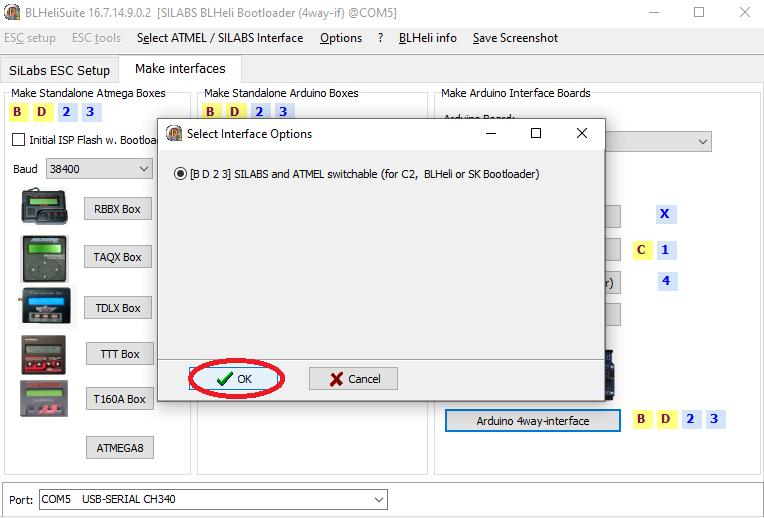 BLHeliSuite 16.7.14.9.0.2 [SILABS BLHeli Bootloader (4way-if) @COM5]
ESC setup ESC tools Select ATMEL / SILABS Interface Options ? BLHeli info Save Screenshot
SiLabs ESC Setup Make interfaces
Make Standalone Atmega Boxes Make Standalone Arduino Boxes Make Arduino Interface Boards
B D 2 3 B D 2 3
Select Interface Options
Initial ISP Flash w.
[B D 2 3] SILABS and ATMEL switchable (for C2, BLHeli or SK Bootloader)
Baud 38400
RBBX Box
X
TAQX Box
C 1
r) 4
TDLX Box
TTT Box
OK Cancel
T160A Box
Arduino 4way-interface B D 2 3
ATMEGA8
Port: COM5 USB-SERIAL CH340